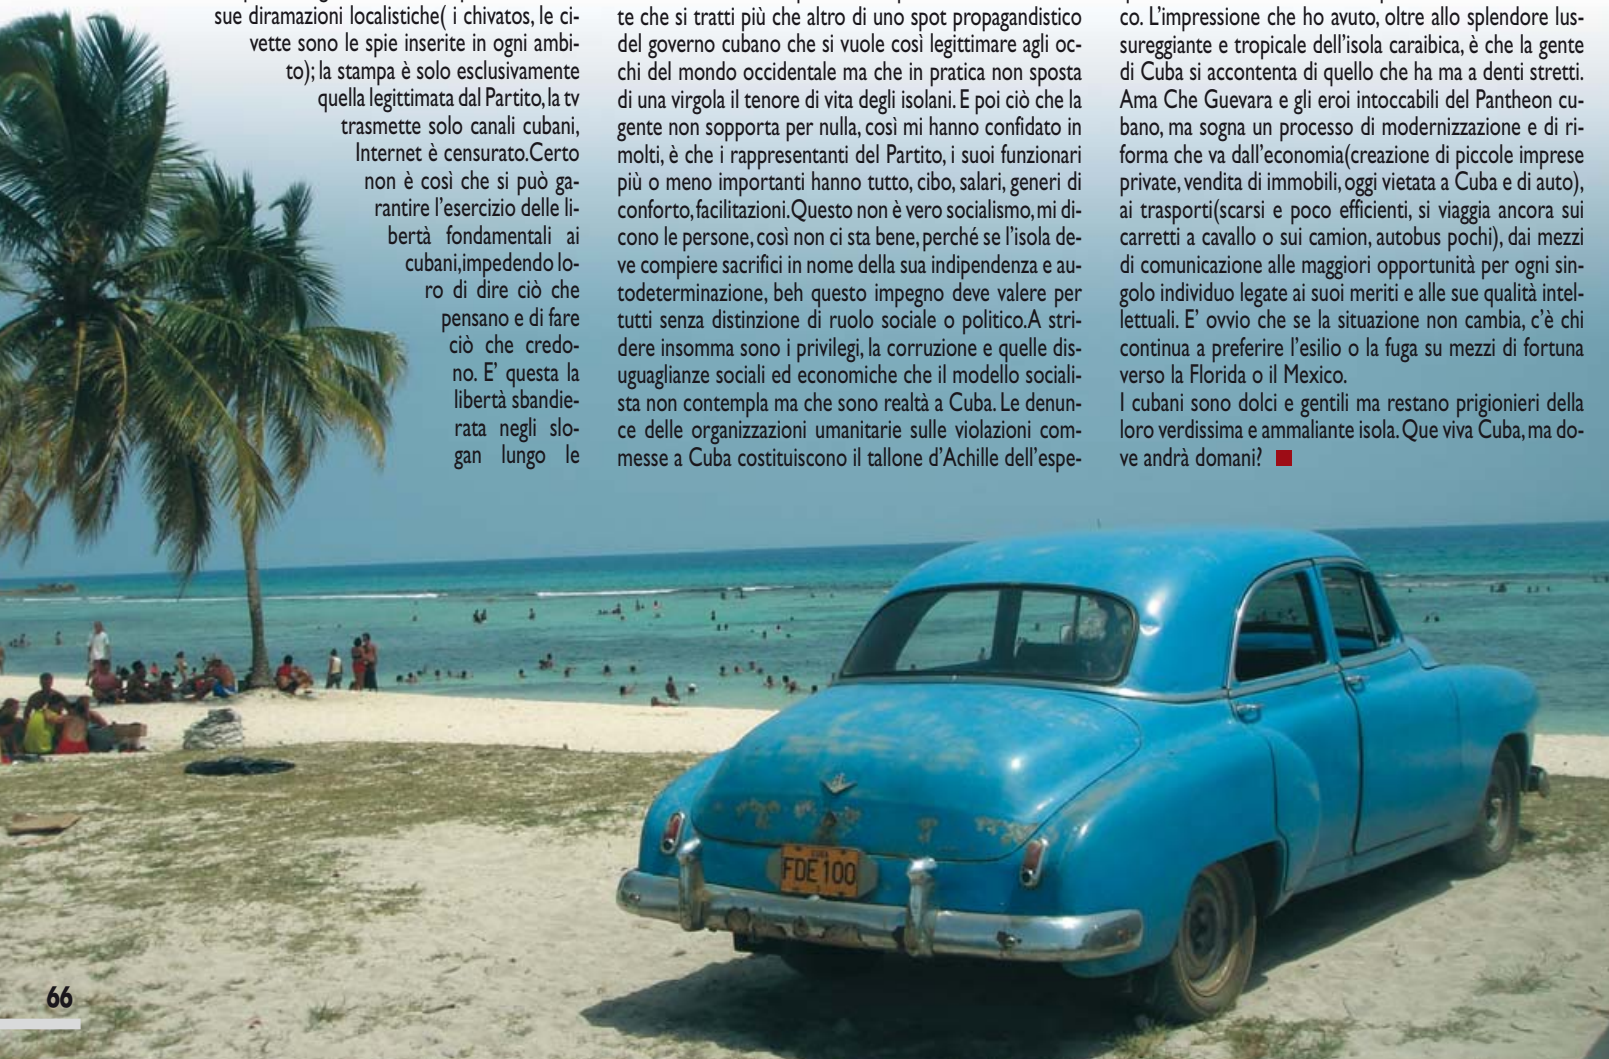 sue diramazioni localistiche( i chivatos, le ci-
vette sono le spie inserite in ogni ambi-
to); la stampa è solo esclusivamente
quella legittimata dal Partito, la tv
trasmette solo canali cubani,
Internet è censurato.Certo
non è così che si può ga-
rantire l'esercizio delle li-
bertà fondamentali ai
cubani,impedendo lo-
ro di dire ciò che
pensano e di fare
ciò che credo-
no. E' questa la
libertà sbandie-
rata negli slo-
gan lungo le
te che si tratti più che altro di uno spot propagandistico
del governo cubano che si vuole così legittimare agli oc-
chi del mondo occidentale ma che in pratica non sposta
di una virgola il tenore di vita degli isolani. E poi ciò che la
gente non sopporta per nulla, così mi hanno confidato in
molti, è che i rappresentanti del Partito, i suoi funzionari
più o meno importanti hanno tutto, cibo, salari, generi di
conforto,facilitazioni.Questo non è vero socialismo,mi di-
cono le persone, così non ci sta bene, perché se l'isola de-
ve compiere sacrifici in nome della sua indipendenza e au-
todeterminazione, beh questo impegno deve valere per
tutti senza distinzione di ruolo sociale o politico.A stri-
dere insomma sono i privilegi, la corruzione e quelle dis-
uguaglianze sociali ed economiche che il modello sociali-
sta non contempla ma che sono realtà a Cuba. Le denun-
ce delle organizzazioni umanitarie sulle violazioni com-
messe a Cuba costituiscono il tallone d'Achille dell'espe-
co. L'impressione che ho avuto, oltre allo splendore lus-
sureggiante e tropicale dell'isola caraibica, è che la gente
di Cuba si accontenta di quello che ha ma a denti stretti.
Ama Che Guevara e gli eroi intoccabili del Pantheon cu-
bano, ma sogna un processo di modernizzazione e di ri-
forma che va dall'economia(creazione di piccole imprese
private, vendita di immobili, oggi vietata a Cuba e di auto),
ai trasporti(scarsi e poco efficienti, si viaggia ancora sui
carretti a cavallo o sui camion, autobus pochi), dai mezzi
di comunicazione alle maggiori opportunità per ogni sin-
golo individuo legate ai suoi meriti e alle sue qualità intel-
lettuali. E' ovvio che se la situazione non cambia, c'è chi
continua a preferire l'esilio o la fuga su mezzi di fortuna
verso la Florida o il Mexico.
I cubani sono dolci e gentili ma restano prigionieri della
loro verdissima e ammaliante isola. Que viva Cuba, ma do-
ve andrà domani?
CUBA
FDE100
66